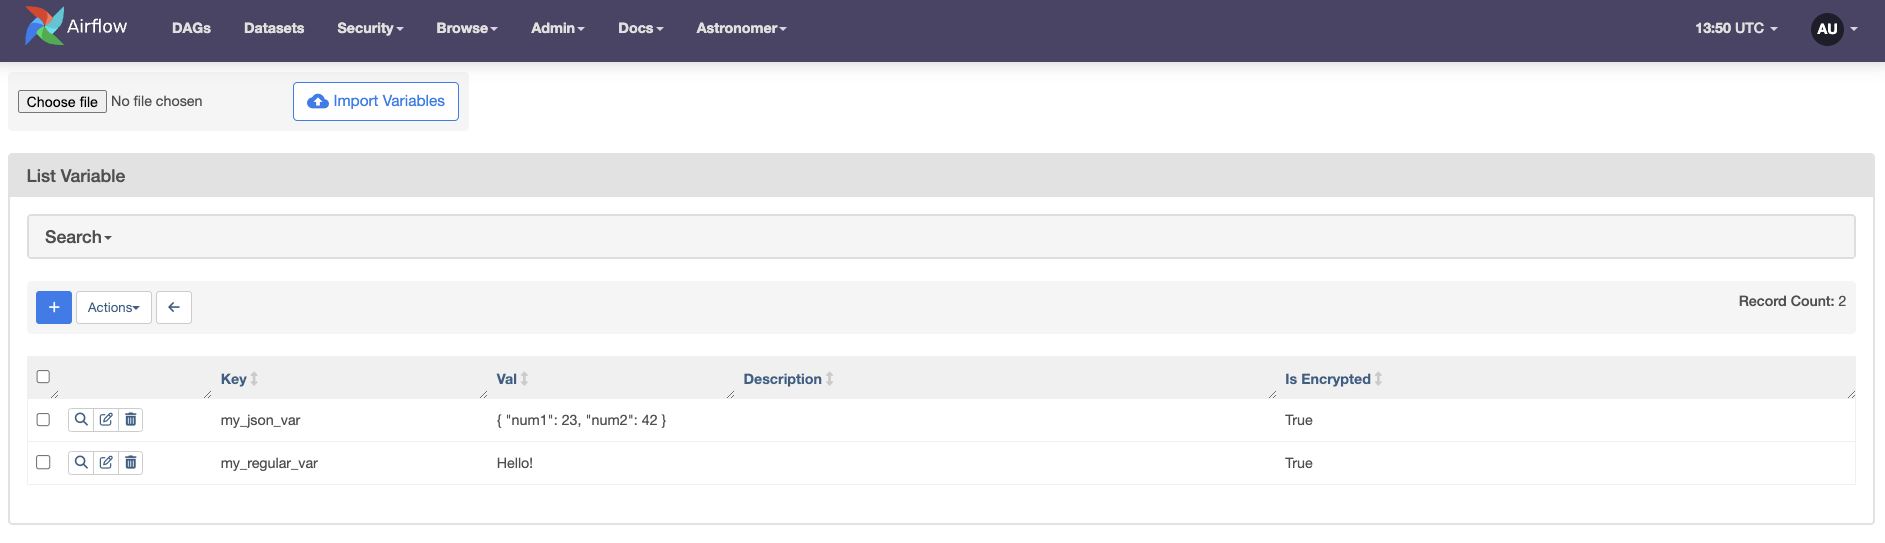 Airflow DAGs Datasets Security Browse Admin Docs Astronomer 13:50 UTC AU
Choose file No file chosen Import Variables
List Variable
Search
+ Actions ← Record Count: 2
Key Val Description Is Encrypted
my_json_var { "num1": 23, "num2": 42 } True
my_regular_var Hello! True